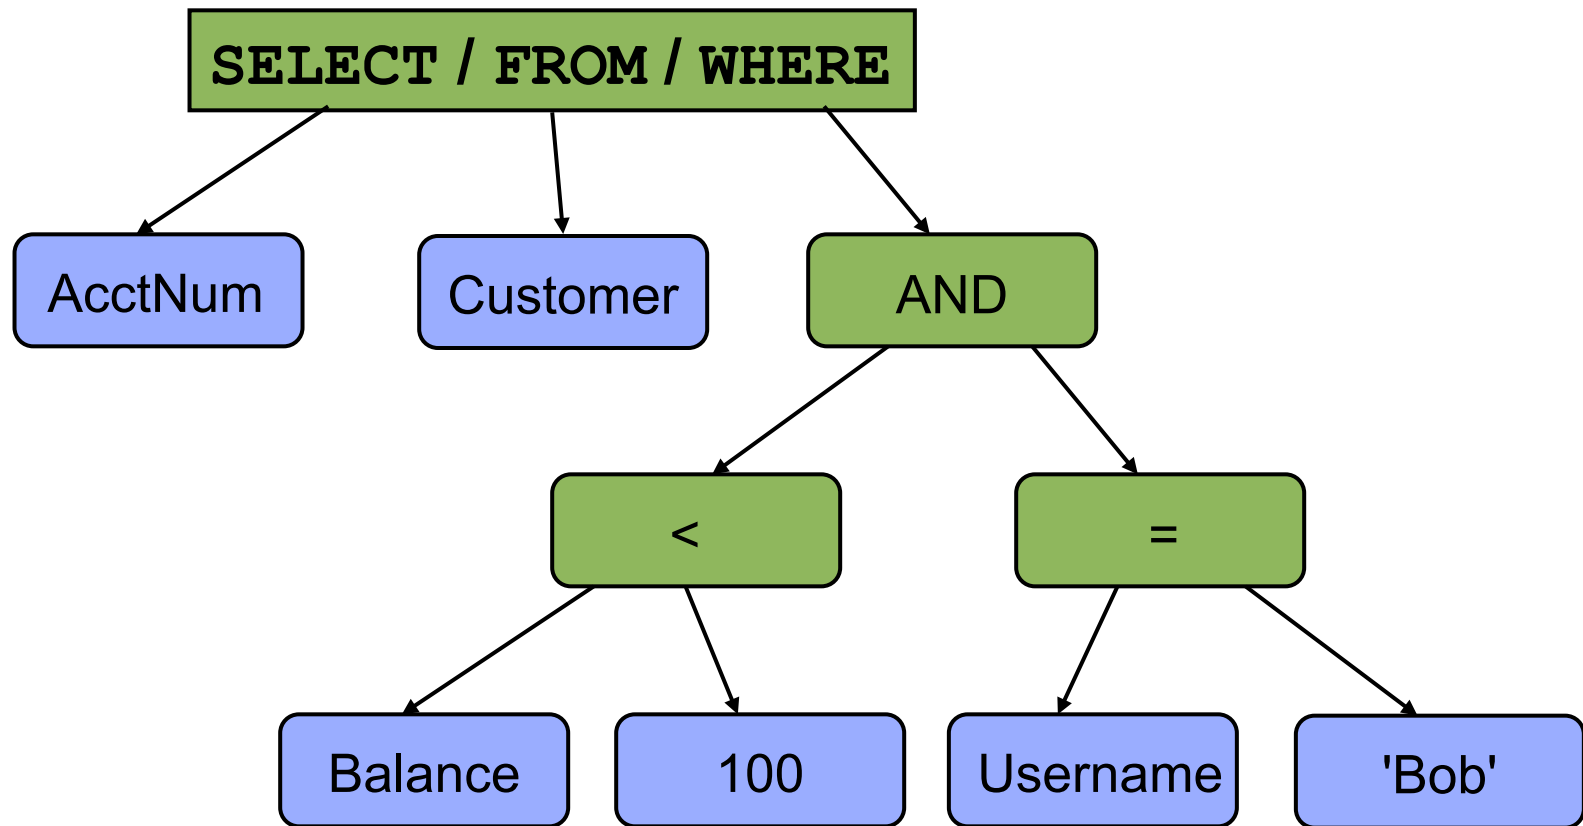 SELECT / FROM / WHERE
AcctNum
Customer
AND
<
=
Balance
100
Username
'Bob'